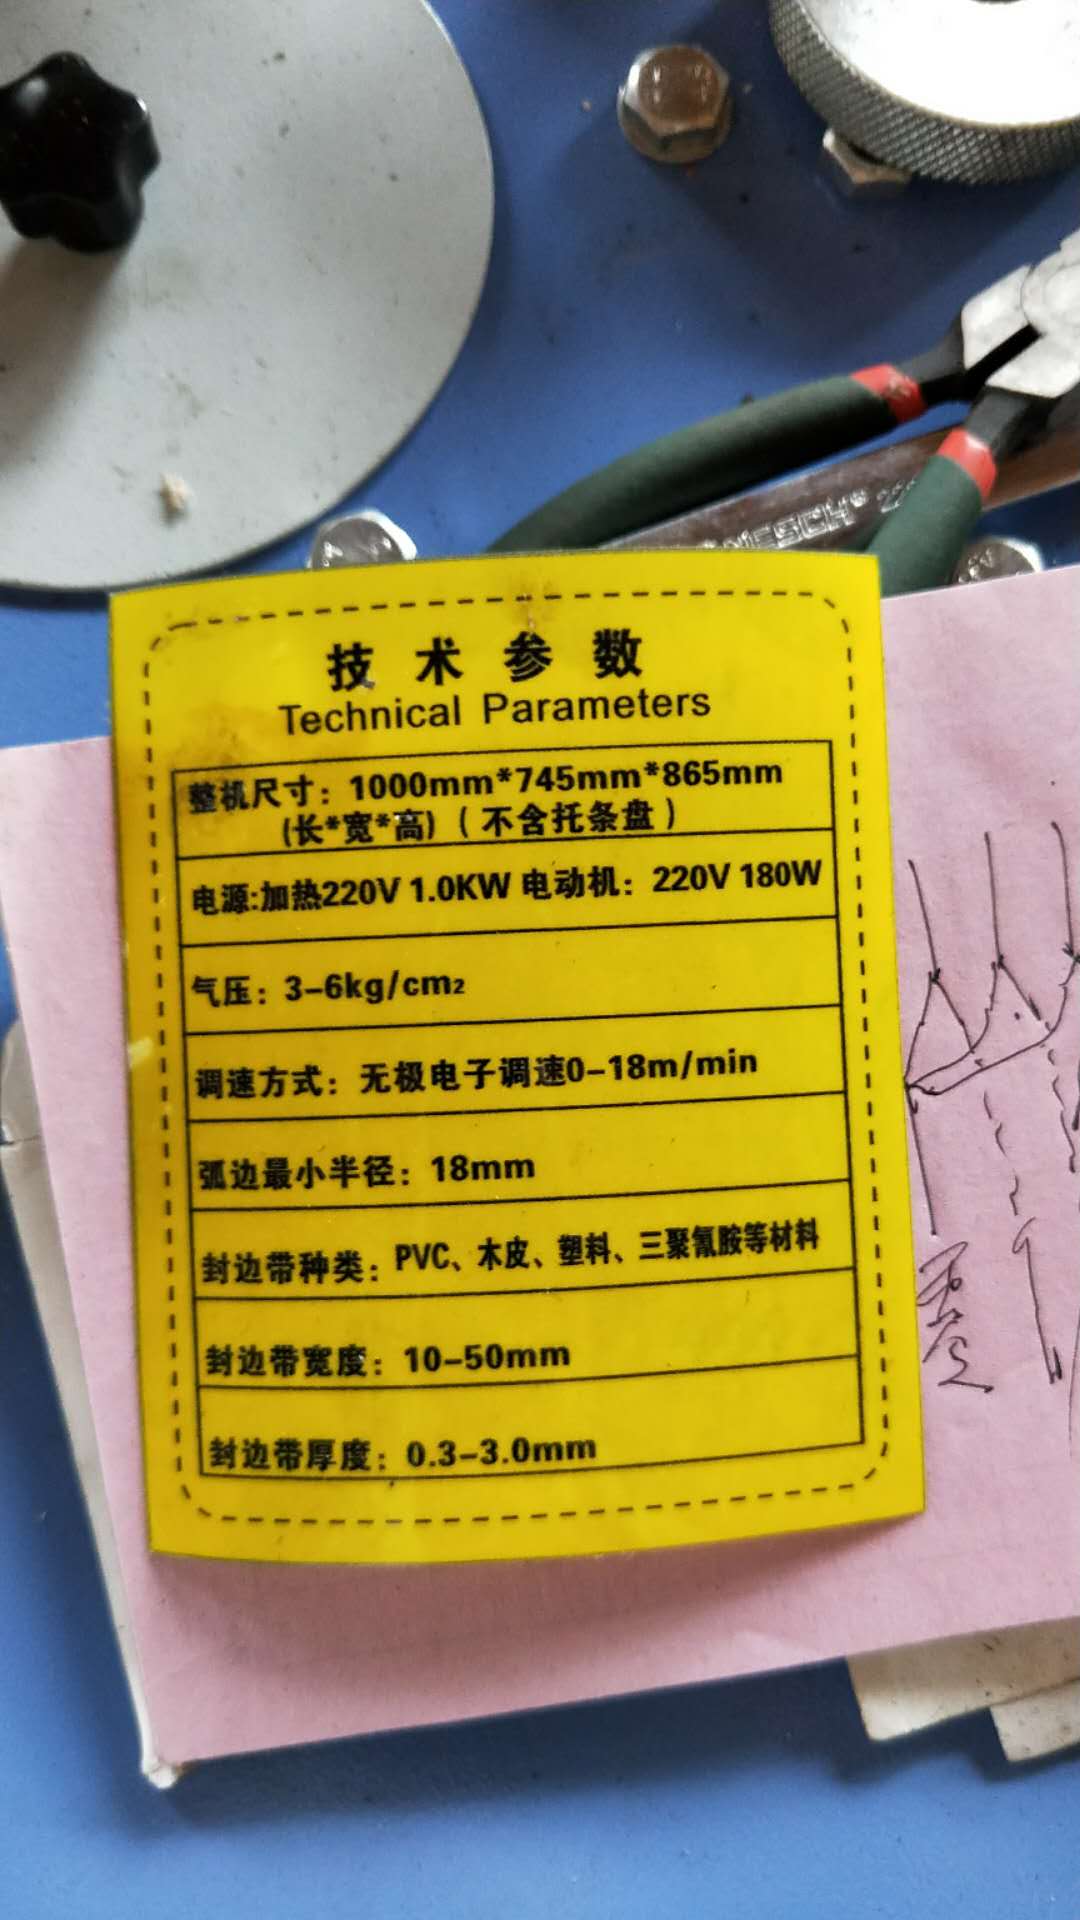 技术参数
Technical Parameters
整机尺寸：1000mm*745mm*865mm
(长*宽*高)（不含托条盘）
电源:加热220V 1.0KW 电动机：220V 180W
气压：3-6kg/cm2
调速方式：无极电子调速0-18m/min
弧边最小半径：18mm
封边带种类：PVC、木皮、塑料、三聚氰胺等材料
封边带宽度：10-50mm
封边带厚度：0.3-3.0mm